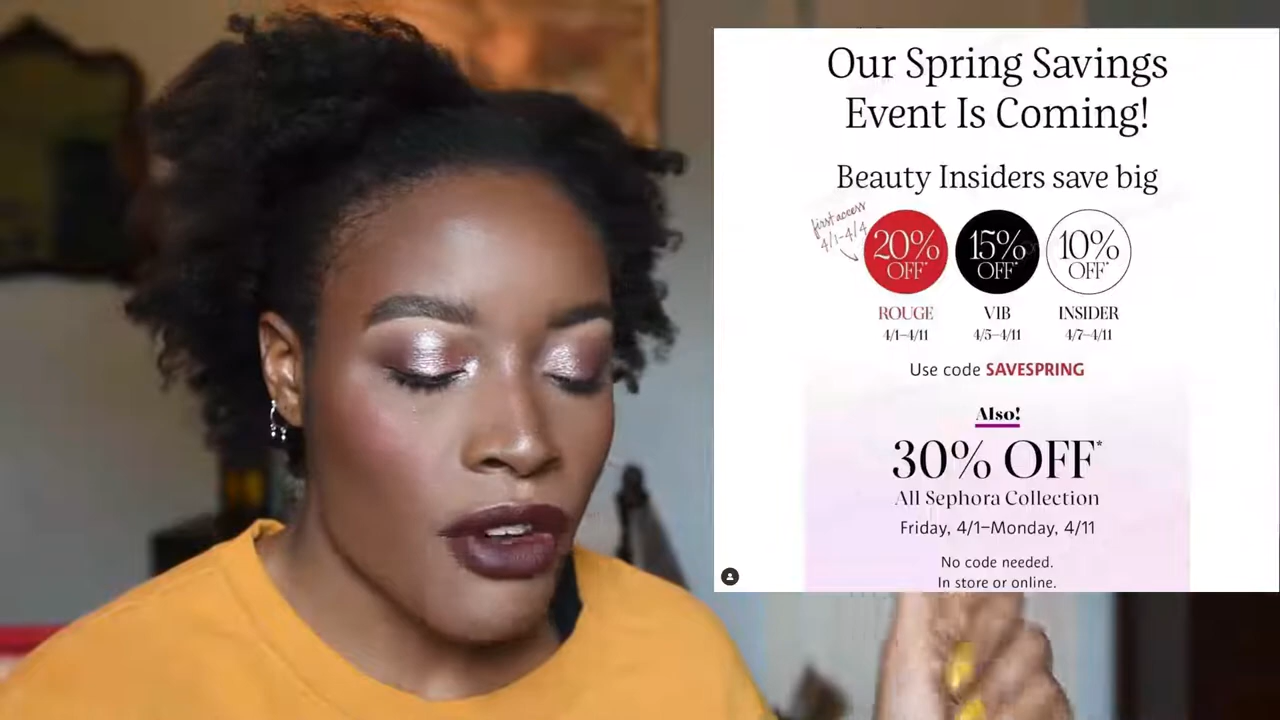 Our Spring Savings
Event Is Coming!
Beauty Insiders save big
first access
4/1-4/4
20% 15% 10%
OFF* OFF* OFF*
ROUGE VIB INSIDER
4/1–4/11 4/5–4/11 4/7–4/11
Use code SAVESPRING
Also!
30% OFF*
All Sephora Collection
Friday, 4/1–Monday, 4/11
No code needed.
In store or online.